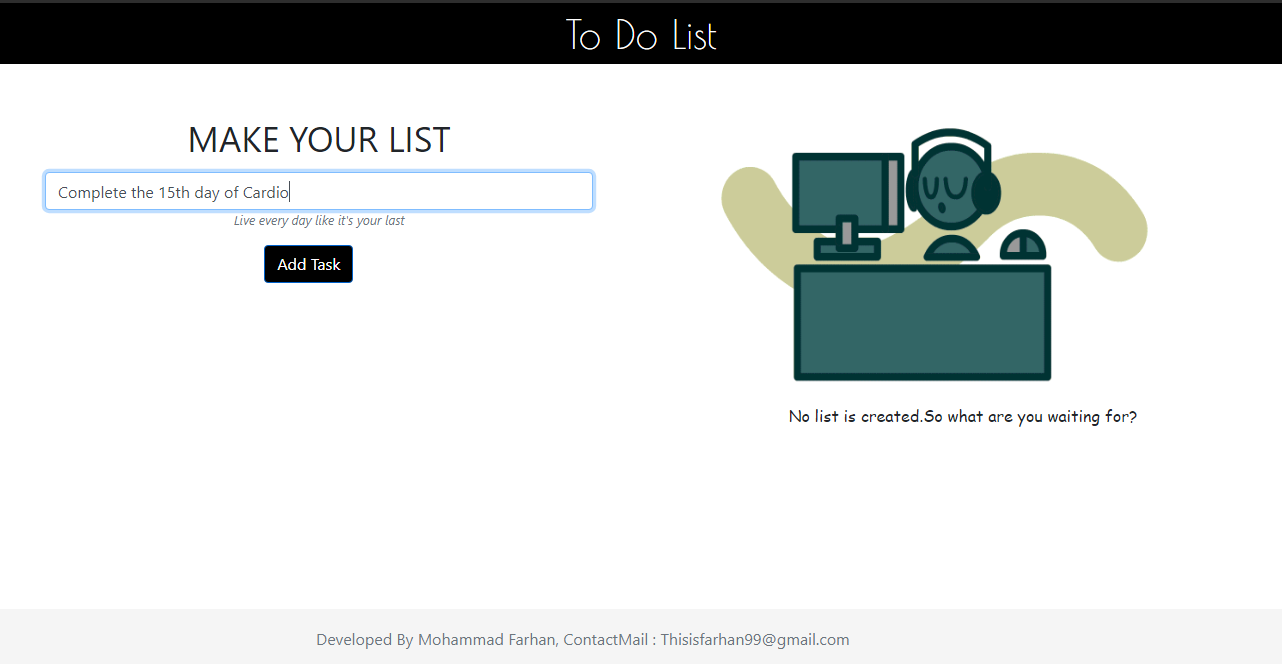 To Do List
MAKE YOUR LIST
Complete the 15th day of Cardio
Live every day like it's your last
Add Task
No list is created.So what are you waiting for?
Developed By Mohammad Farhan, ContactMail : Thisisfarhan99@gmail.com